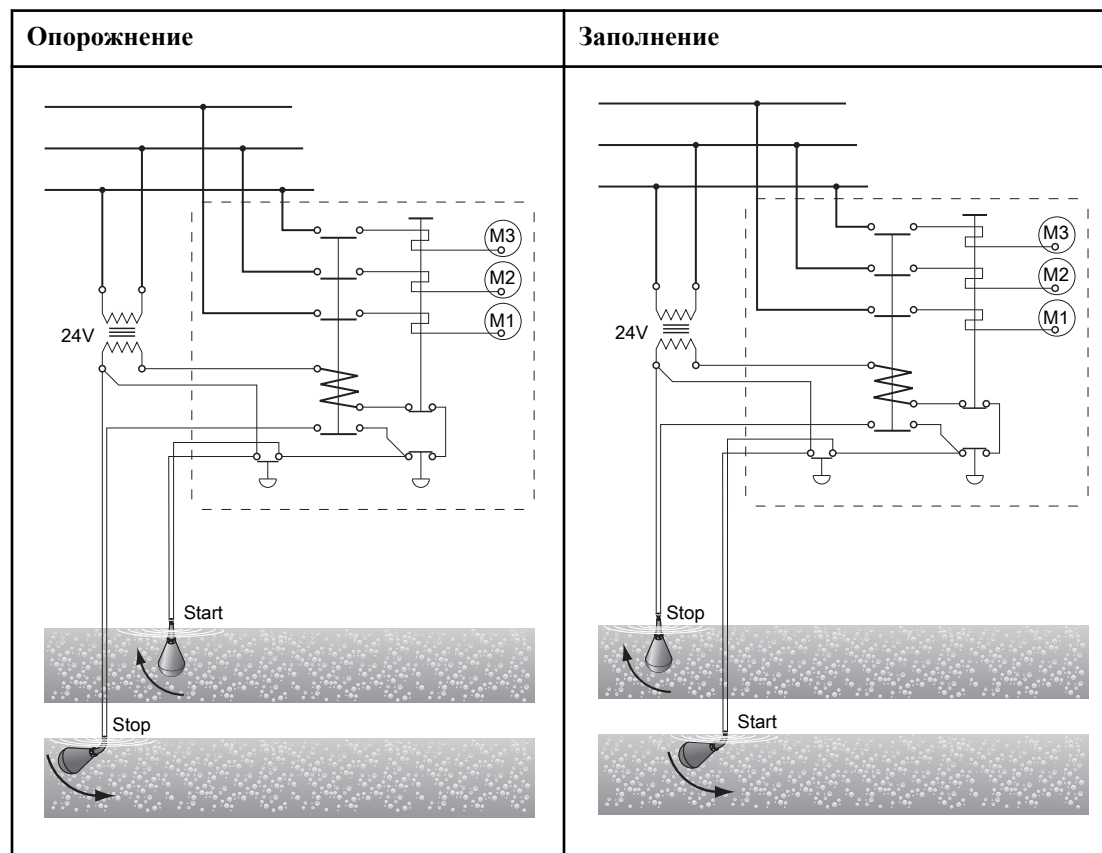 Опорожнение
Заполнение
M3
M2
M1
24V
Start
Stop
M3
M2
M1
24V
Stop
Start